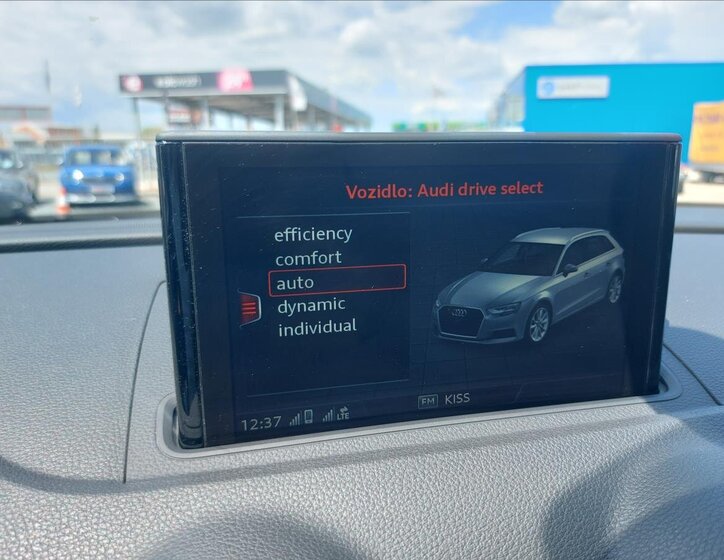 Vozidlo: Audi drive select
efficiency
comfort
auto
dynamic
individual
FM KISS
12:37 LTE